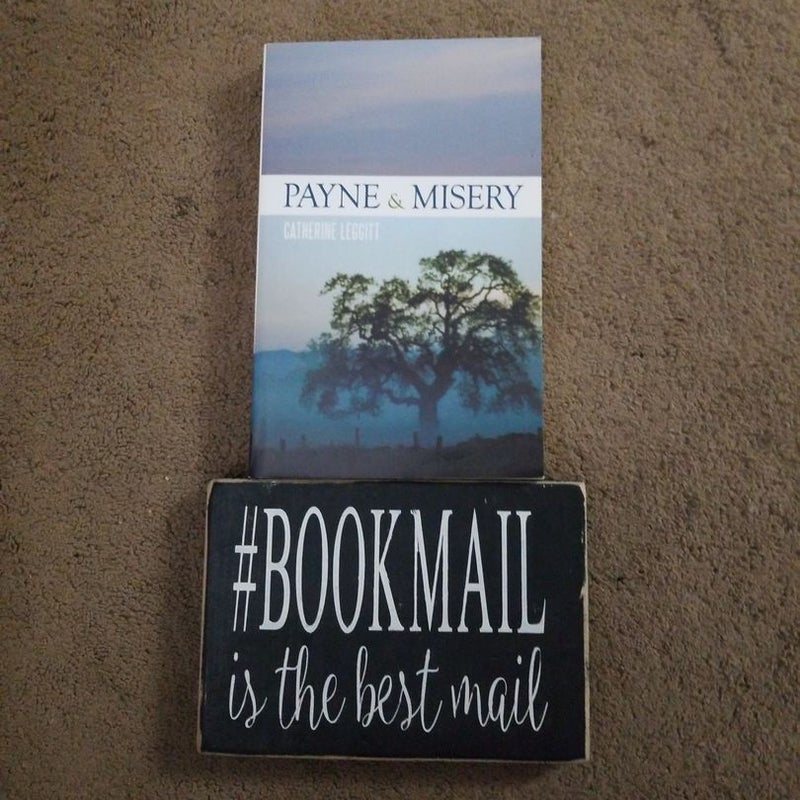 PAYNE & MISERY
CATHERINE LEGGITT
#BOOKMAIL
is the best mail